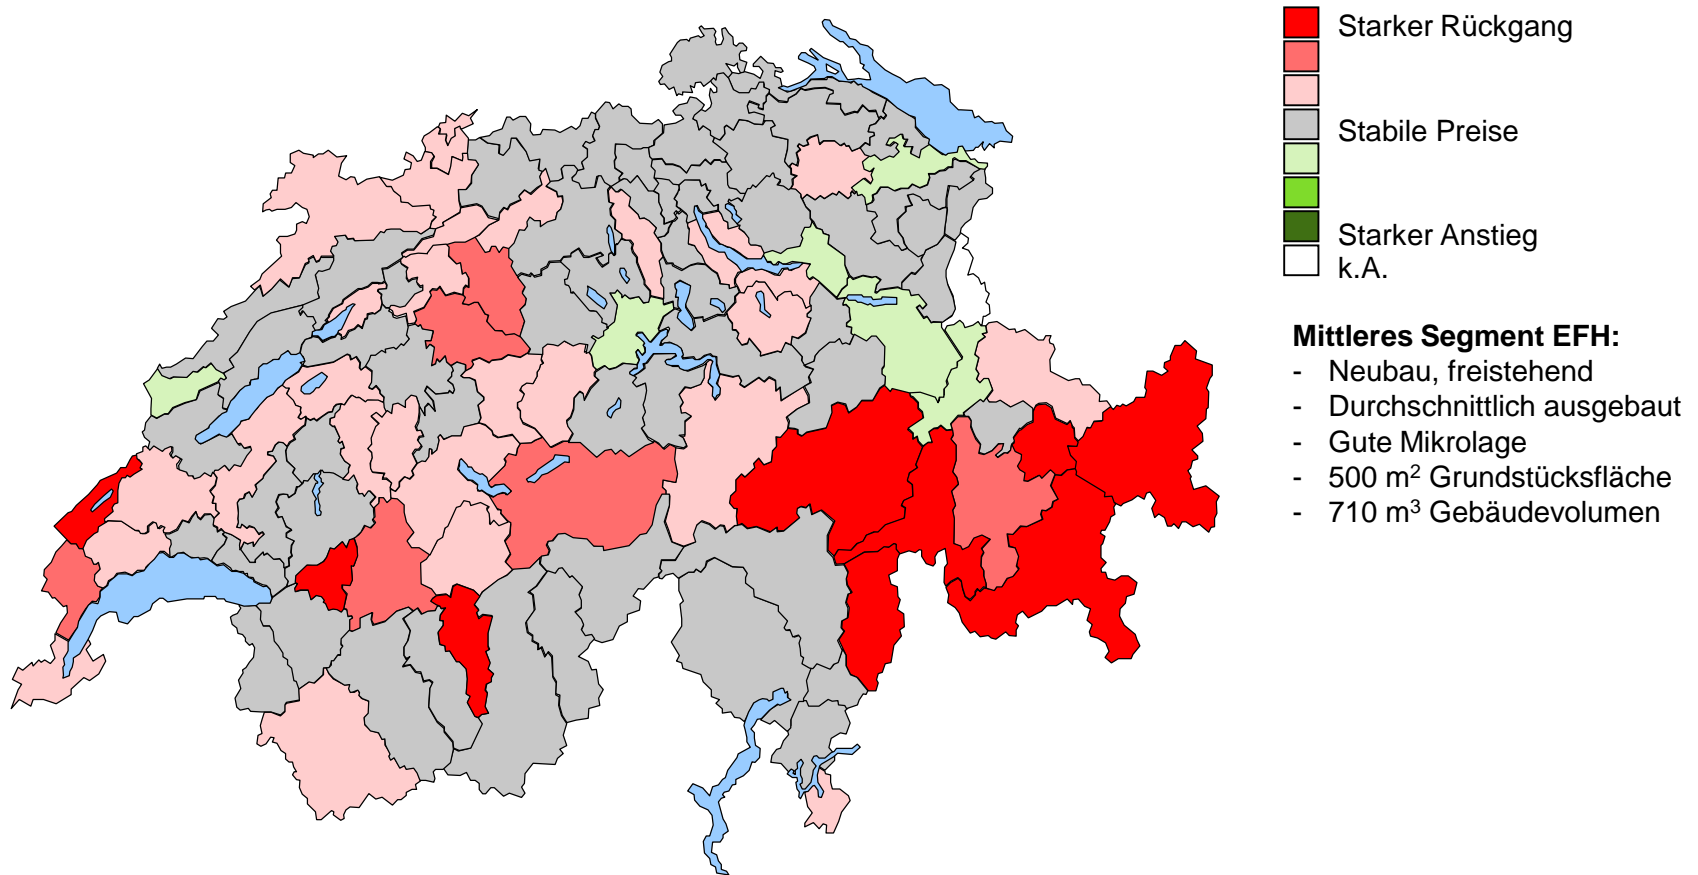 Starker Rückgang
Stabile Preise
Starker Anstieg
k.A.
Mittleres Segment EFH:
- Neubau, freistehend
- Durchschnittlich ausgebaut
- Gute Mikrolage
- 500 m² Grundstücksfläche
- 710 m³ Gebäudevolumen